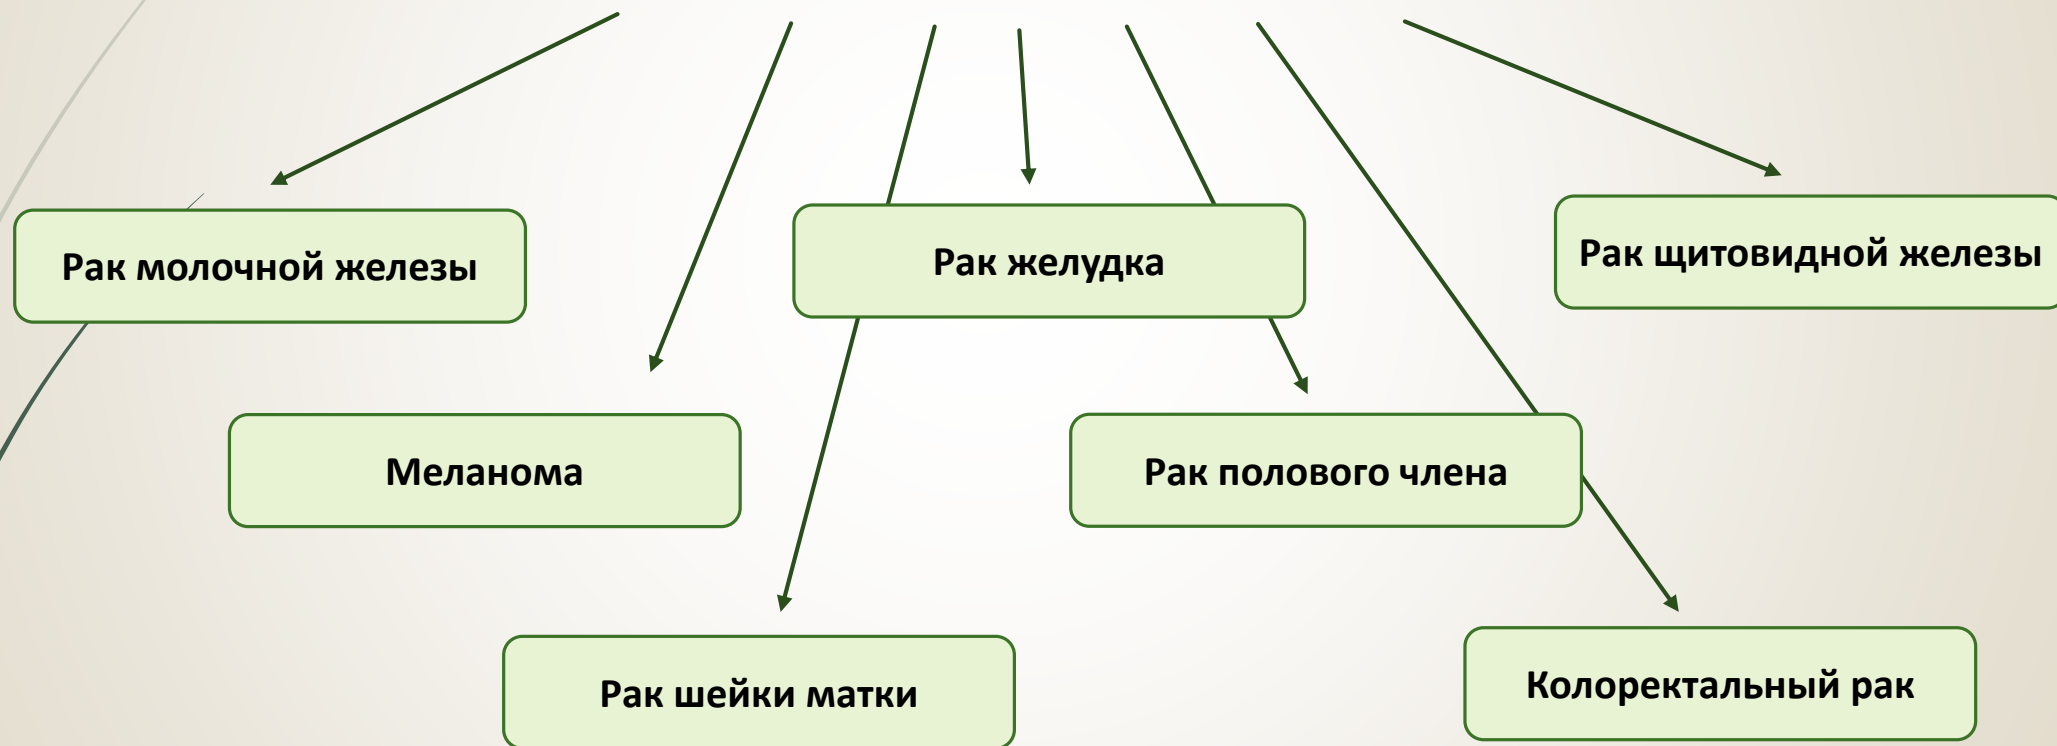 Рак молочной железы
Рак желудка
Рак щитовидной железы
Меланома
Рак полового члена
Рак шейки матки
Колоректальный рак